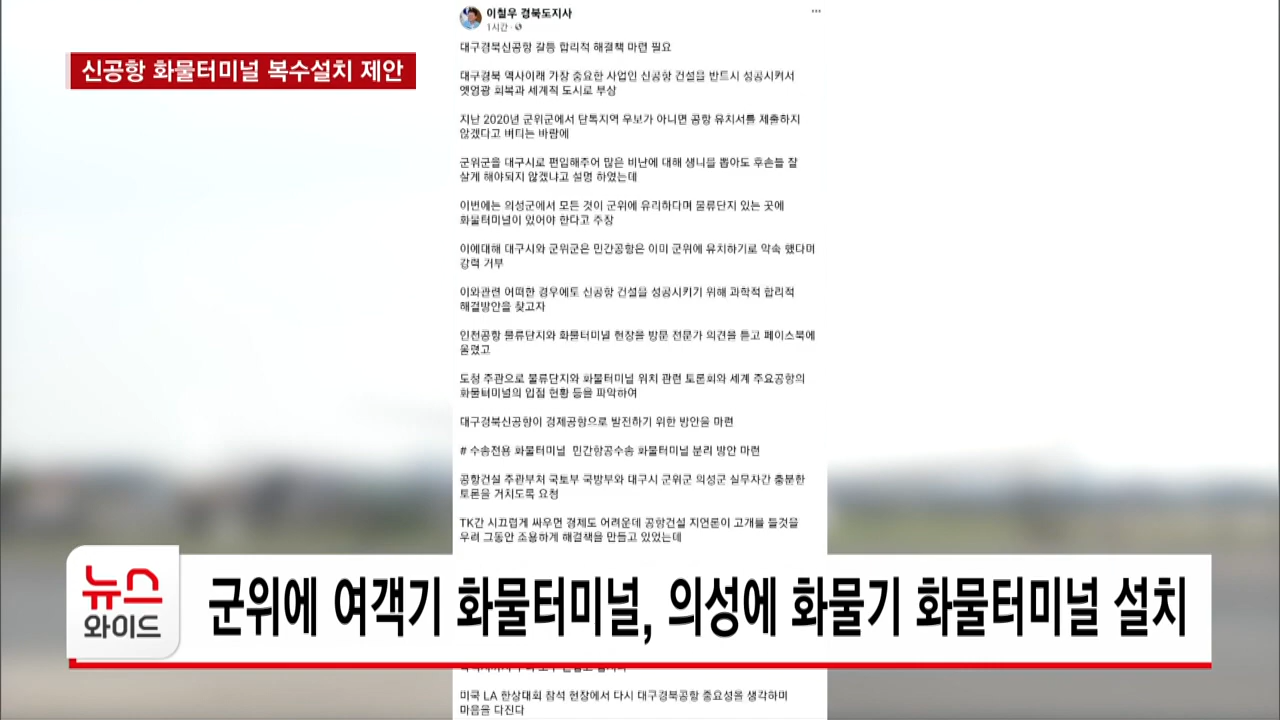 신공항 화물터미널 복수설치 제안
이철우 경북도지사
1시간
대구경북신공항 갈등 합리적 해결책 마련 필요
대구경북 역사이래 가장 중요한 사업인 신공항 건설을 반드시 성공시켜서
옛영광 회복과 세계적 도시로 부상
지난 2020년 군위군에서 단독지역 우보가 아니면 공항 유치서를 제출하지
않겠다고 버티는 바람에
군위군을 대구시로 편입해주어 많은 비난에 대해 생니를 뽑아도 후손들 잘
살게 해야되지 않겠냐고 설명 하였는데
이번에는 의성군에서 모든 것이 군위에 유리하다며 물류단지 있는 곳에
화물터미널이 있어야 한다고 주장
이에대해 대구시와 군위군은 민간공항은 이미 군위에 유치하기로 약속 했다며
강력 거부
이와관련 어떠한 경우에도 신공항 건설을 성공시키기 위해 과학적 합리적
해결방안을 찾고자
인천공항 물류단지와 화물터미널 현장을 방문 전문가 의견을 듣고 페이스북에
올렸고
도청 주관으로 물류단지와 화물터미널 위치 관련 토론회와 세계 주요공항의
화물터미널의 입점 현황 등을 파악하여
대구경북신공항이 경제공항으로 발전하기 위한 방안을 마련
# 수송전용 화물터미널 민간항공수송 화물터미널 분리 방안 마련
공항건설 주관부처 국토부 국방부와 대구시 군위군 의성군 실무자간 충분한
토론을 거치도록 요청
TK간 시끄럽게 싸우면 경제도 어려운데 공항건설 지연론이 고개를 들것을
우려 그동안 조용하게 해결책을 만들고 있었는데
뉴스
와이드
군위에 여객기 화물터미널, 의성에 화물기 화물터미널 설치
미국 LA 한상대회 참석 현장에서 다시 대구경북공항 중요성을 생각하며
마음을 다진다